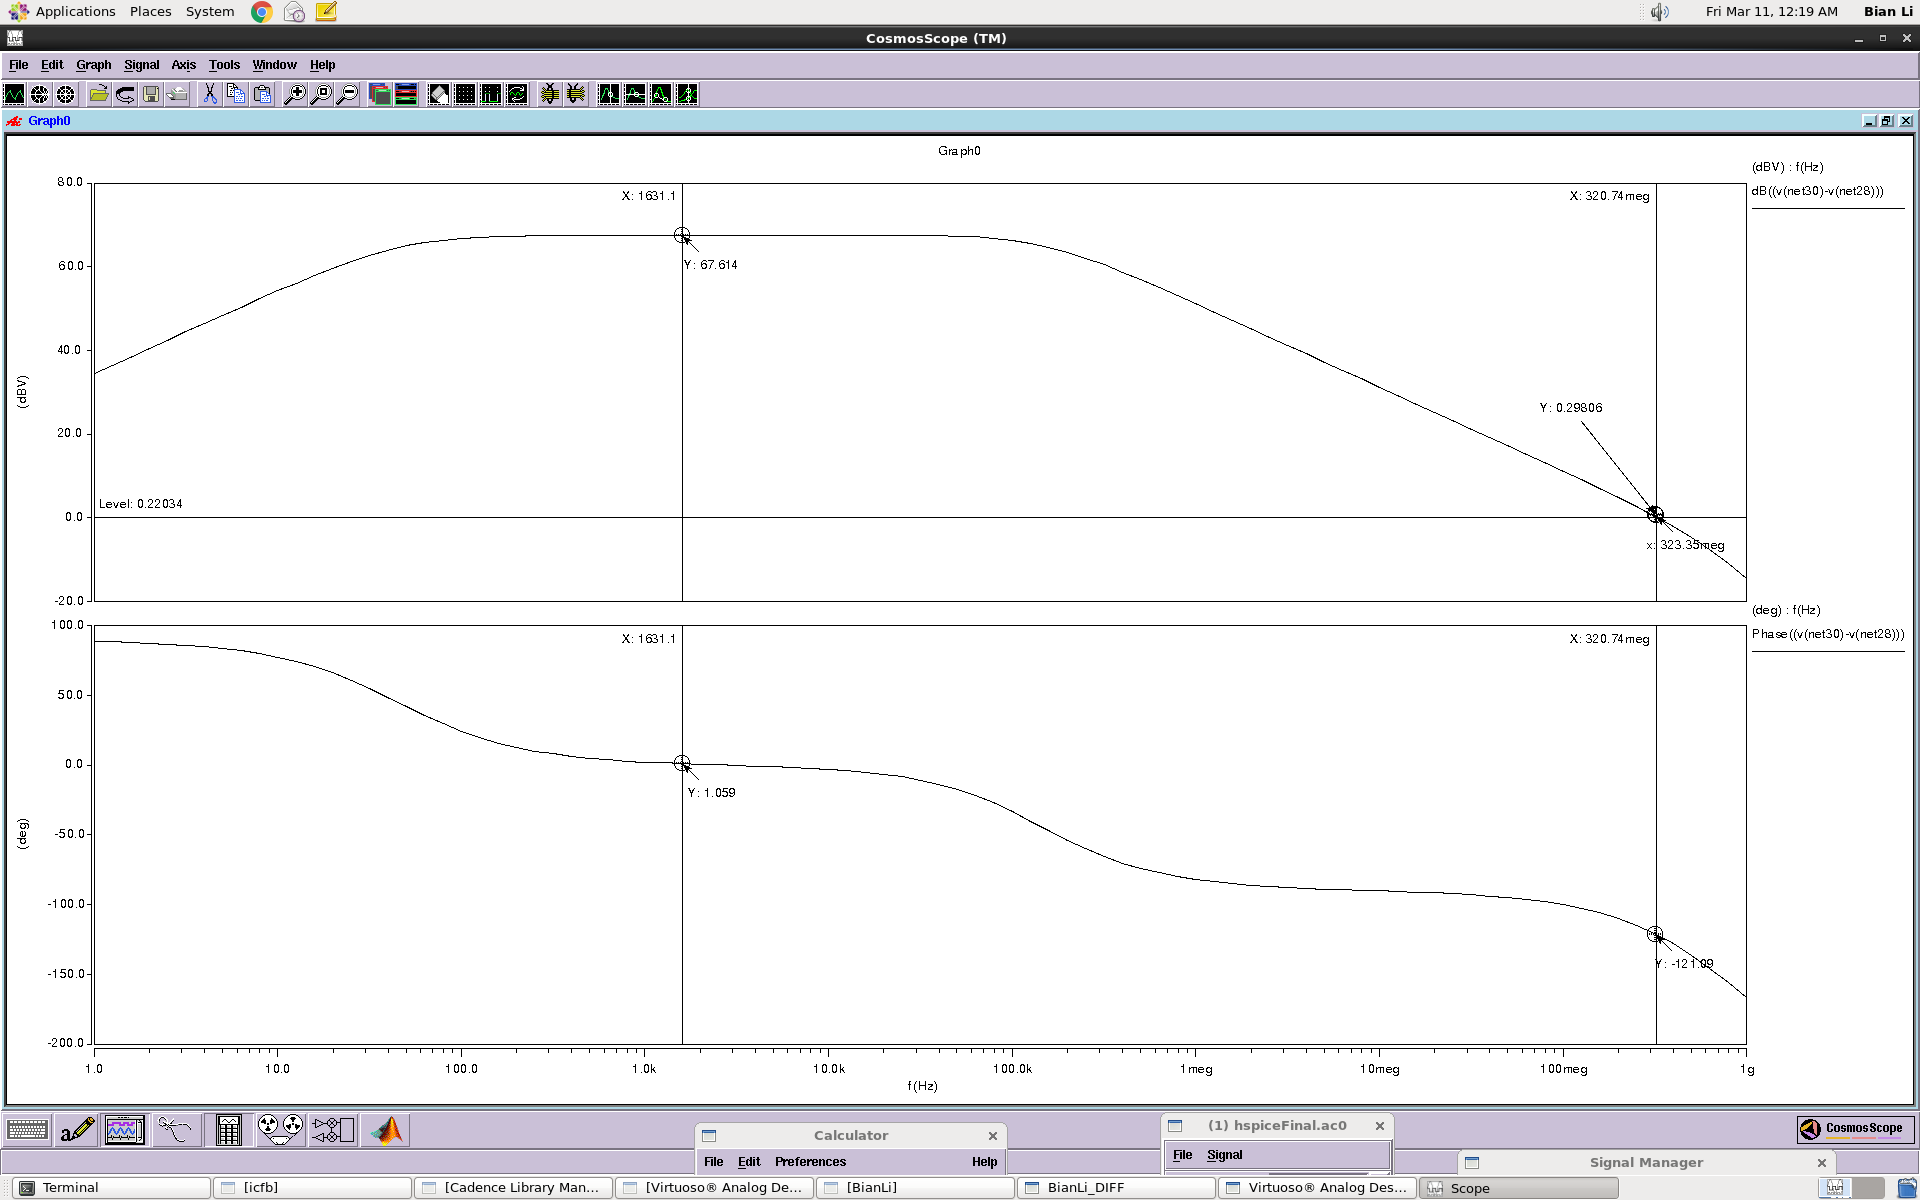 Applications Places System Fri Mar 11, 12:19 AM Bian Li
CosmosScope (TM)
File Edit Graph Signal Axis Tools Window Help
Graph0
Graph0
(dBV) : f(Hz)
dB((v(net30)-v(net28)))
80.0
X: 1631.1
X: 320.74meg
Y: 67.614
60.0
40.0
(dBV)
Y: 0.29806
20.0
Level: 0.22034
0.0
x: 323.35meg
-20.0
(deg) : f(Hz)
Phase((v(net30)-v(net28)))
100.0
X: 1631.1
X: 320.74meg
50.0
0.0
Y: 1.059
-50.0
(deg)
-100.0
Y: -121.09
-150.0
-200.0
1.0 10.0 100.0 1.0k 10.0k 100.0k 1meg 10meg 100meg 1g
f(Hz)
CosmosScope
Calculator
File Edit Preferences Help
(1) hspiceFinal.ac0
File Signal
Signal Manager
Terminal [icfb] [Cadence Library Man... [Virtuoso® Analog De... [BianLi] BianLi_DIFF Virtuoso® Analog Des... Scope